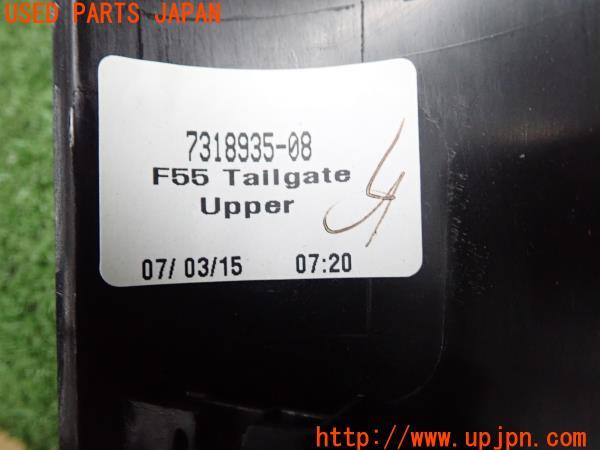 USED PARTS JAPAN
7318935-08
F55 Tailgate
Upper
07/ 03/15 07:20
http://www.upjpn.com